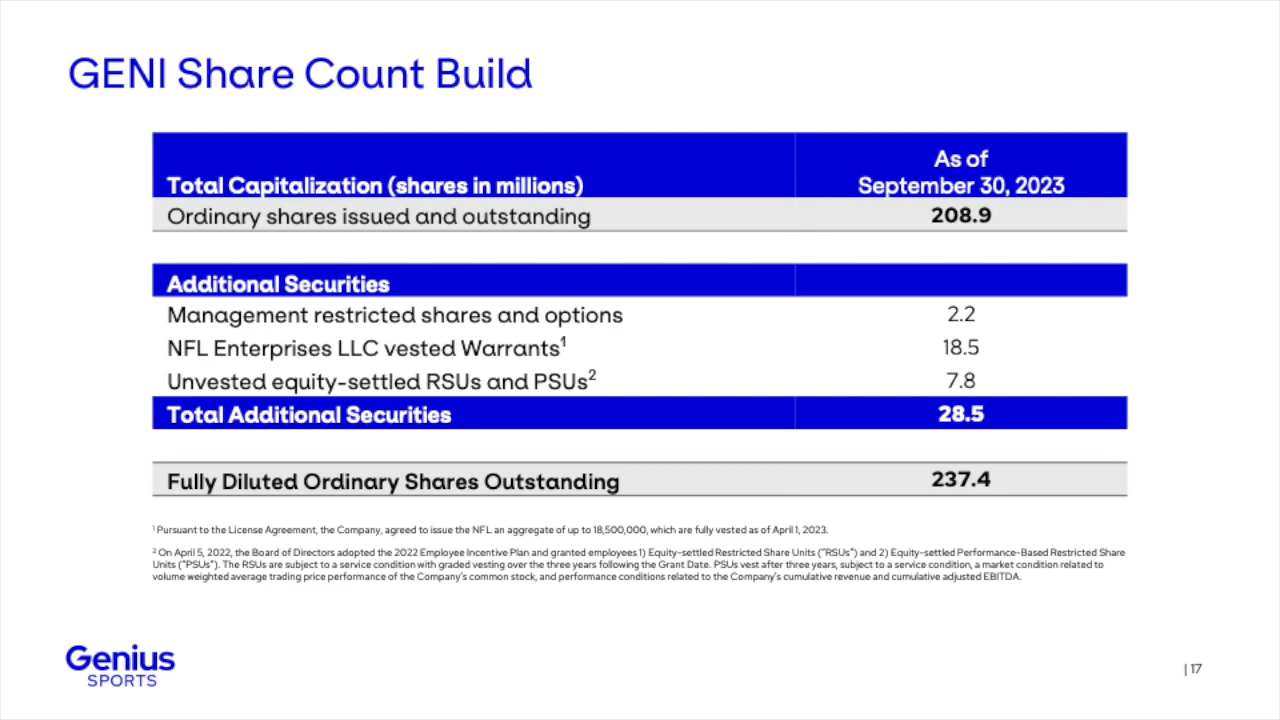 GENI Share Count Build
As of
Total Capitalization (shares in millions) September 30, 2023
Ordinary shares issued and outstanding 208.9
Additional Securities
Management restricted shares and options 2.2
NFL Enterprises LLC vested Warrants¹ 18.5
Unvested equity-settled RSUs and PSUs² 7.8
Total Additional Securities 28.5
Fully Diluted Ordinary Shares Outstanding 237.4
¹ Pursuant to the License Agreement, the Company, agreed to issue the NFL an aggregate of up to 18,500,000, which are fully vested as of April 1, 2023.
² On April 5, 2022, the Board of Directors adopted the 2022 Employee Incentive Plan and granted employees 1) Equity-settled Restricted Share Units ("RSUs") and 2) Equity-settled Performance-Based Restricted Share
Units ("PSUs"). The RSUs are subject to a service condition with graded vesting over the three years following the Grant Date. PSUs vest after three years, subject to a service condition, a market condition related to
volume weighted average trading price performance of the Company's common stock, and performance conditions related to the Company's cumulative revenue and cumulative adjusted EBITDA.
Genius
SPORTS
| 17